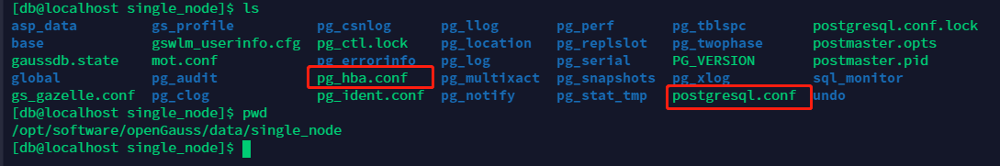 [db@localhost single_node]$ ls
asp_data gs_profile pg_csnlog pg_llog pg_perf pg_tblspc postgresql.conf.lock
base gswlm_userinfo.cfg pg_ctl.lock pg_location pg_replslot pg_twophase postmaster.opts
gaussdb.state mot.conf pg_errorinfo pg_log pg_serial PG_VERSION postmaster.pid
global pg_audit pg_hba.conf pg_multixact pg_snapshots pg_xlog sql_monitor
gs_gazelle.conf pg_clog pg_ident.conf pg_notify pg_stat_tmp postgresql.conf undo
[db@localhost single_node]$ pwd
/opt/software/openGauss/data/single_node
[db@localhost single_node]$